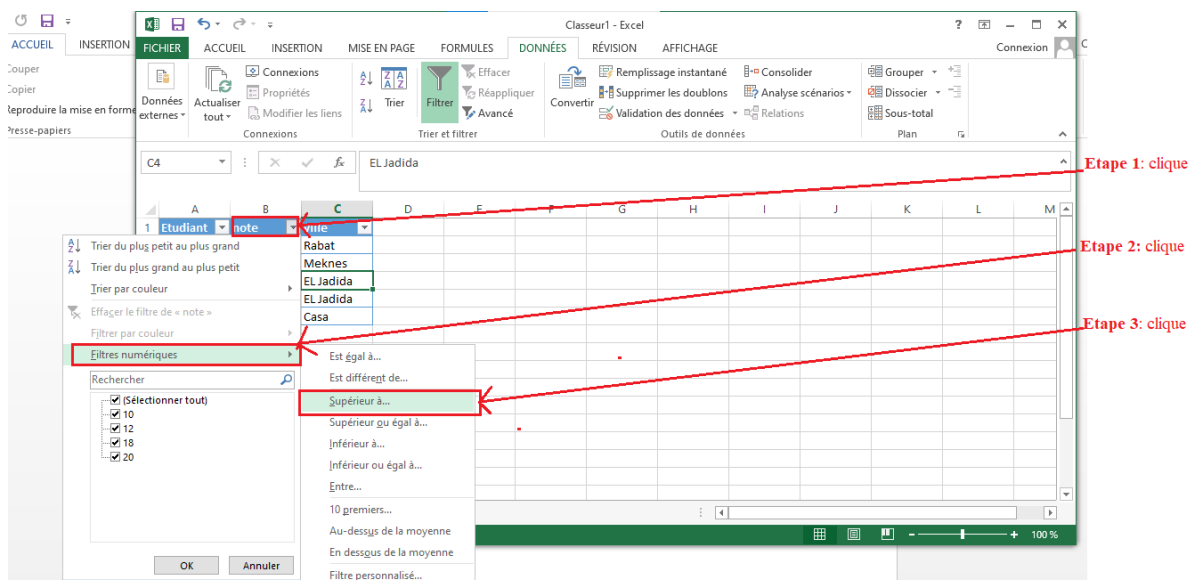 Classeur1 - Excel
ACCUEIL INSERTION
FICHIER ACCUEIL INSERTION MISE EN PAGE FORMULES DONNÉES RÉVISION AFFICHAGE Connexion
Couper
Copier
Reproduire la mise en forme
Presse-papiers
Données externes
Actualiser tout
Connexions
Propriétés
Modifier les liens
Connexions
Trier
Filtrer
Effacer
Réappliquer
Avancé
Trier et filtrer
Convertir
Remplissage instantané
Supprimer les doublons
Validation des données
Consolider
Analyse scénarios
Relations
Outils de données
Grouper
Dissocier
Sous-total
Plan
C4 fx EL Jadida
Etape 1: clique
A B C D E F G H I J K L M
1 Etudiant note ville
Rabat
Meknes
EL Jadida
EL Jadida
Casa
Etape 2: clique
Etape 3: clique
Trier du plus petit au plus grand
Trier du plus grand au plus petit
Trier par couleur
Effacer le filtre de « note »
Filtrer par couleur
Filtres numériques
Rechercher
(Sélectionner tout)
10
12
18
20
OK Annuler
Est égal à...
Est différent de...
Supérieur à...
Supérieur ou égal à...
Inférieur à...
Inférieur ou égal à...
Entre...
10 premiers...
Au-dessus de la moyenne
En dessous de la moyenne
Filtre personnalisé...
100 %